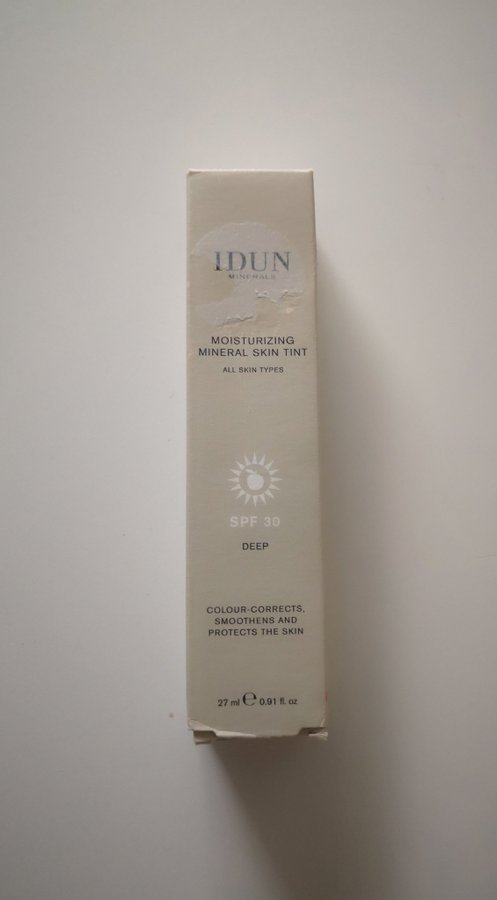 IDUN
MINERALS
MOISTURIZING
MINERAL SKIN TINT
ALL SKIN TYPES
SPF 30
DEEP
COLOUR-CORRECTS,
SMOOTHENS AND
PROTECTS THE SKIN
27 ml ℮ 0.91 fl. oz